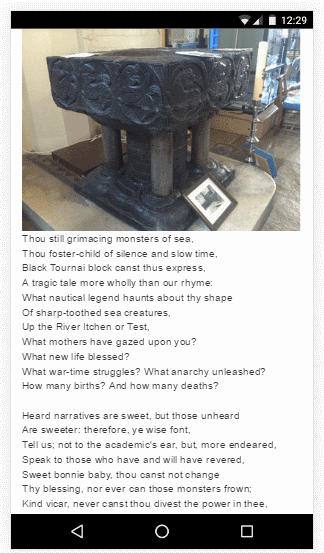 12:29
Thou still grimacing monsters of sea,
Thou foster-child of silence and slow time,
Black Tournai block canst thus express,
A tragic tale more wholly than our rhyme:
What nautical legend haunts about thy shape
Of sharp-toothed sea creatures,
Up the River Itchen or Test,
What mothers have gazed upon you?
What new life blessed?
What war-time struggles? What anarchy unleashed?
How many births? And how many deaths?
Heard narratives are sweet, but those unheard
Are sweeter: therefore, ye wise font,
Tell us; not to the academic's ear, but, more endeared,
Speak to those who have and will have revered,
Sweet bonnie baby, thou canst not change
Thy blessing, nor ever can those monsters frown;
Kind vicar, never canst thou divest the power in thee,